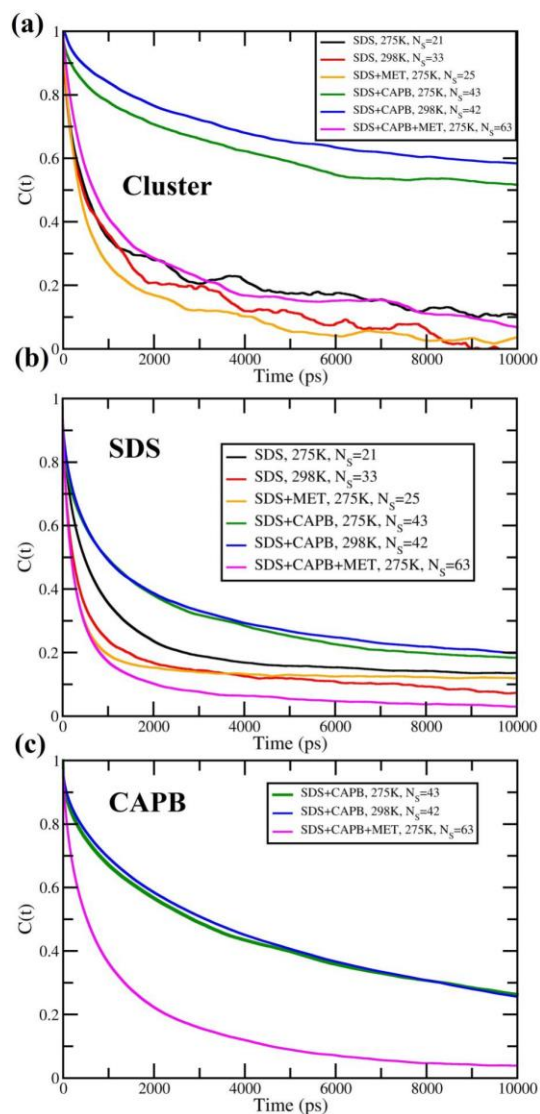 (a)
1
0.8
0.6
0.4
0.2
0
C(t)
SDS, 275K, N_S=21
SDS, 298K, N_S=33
SDS+MET, 275K, N_S=25
SDS+CAPB, 275K, N_S=43
SDS+CAPB, 298K, N_S=42
SDS+CAPB+MET, 275K, N_S=63
Cluster
0 2000 4000 6000 8000 10000
Time (ps)
(b)
1
0.8
0.6
0.4
0.2
0
C(t)
SDS
SDS, 275K, N_S=21
SDS, 298K, N_S=33
SDS+MET, 275K, N_S=25
SDS+CAPB, 275K, N_S=43
SDS+CAPB, 298K, N_S=42
SDS+CAPB+MET, 275K, N_S=63
0 2000 4000 6000 8000 10000
Time (ps)
(c)
1
0.8
0.6
0.4
0.2
0
C(t)
CAPB
SDS+CAPB, 275K, N_S=43
SDS+CAPB, 298K, N_S=42
SDS+CAPB+MET, 275K, N_S=63
0 2000 4000 6000 8000 10000
Time (ps)